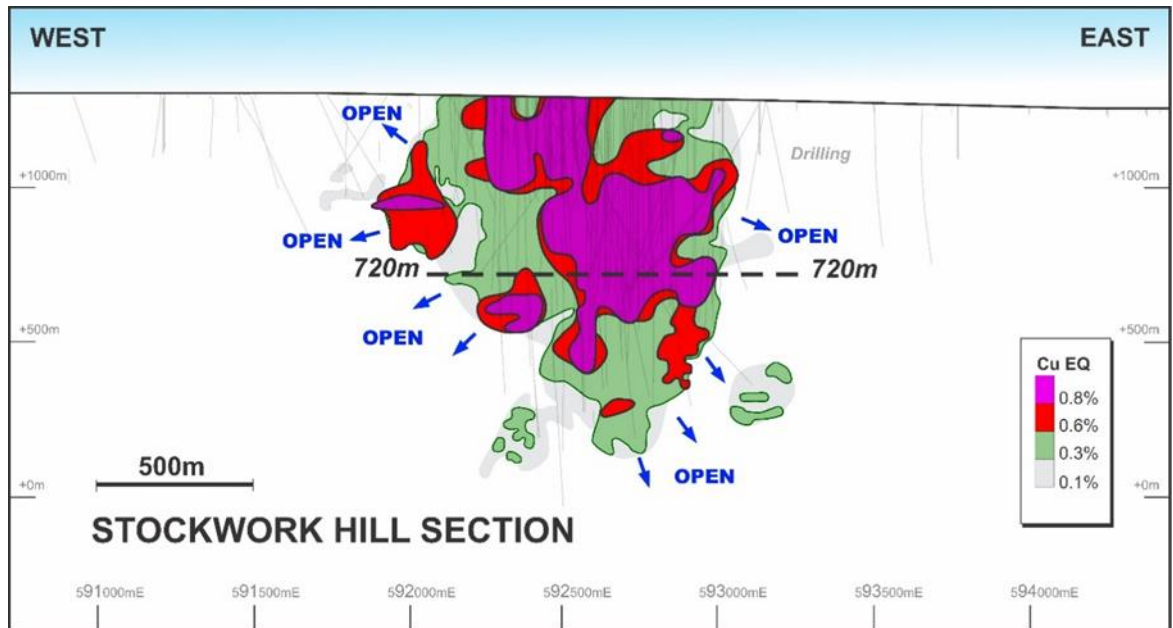 WEST
EAST
OPEN
Drilling
+1000m
+1000m
OPEN
OPEN
720m
720m
OPEN
+500m
+500m
Cu EQ
0.8%
0.6%
0.3%
0.1%
500m
OPEN
+0m
+0m
STOCKWORK HILL SECTION
591000mE
591500mE
592000mE
592500mE
593000mE
593500mE
594000mE